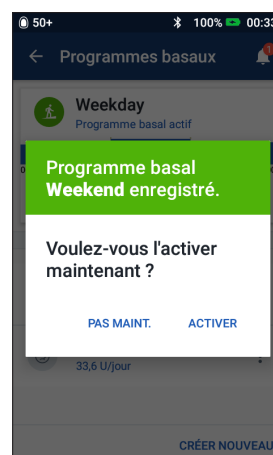 50+ 100% 00:33
Programmes basaux 1
Weekday
Programme basal actif
Programme basal
Weekend enregistré.
Voulez-vous l'activer
maintenant ?
PAS MAINT. ACTIVER
33,6 U/jour
CRÉER NOUVEAU